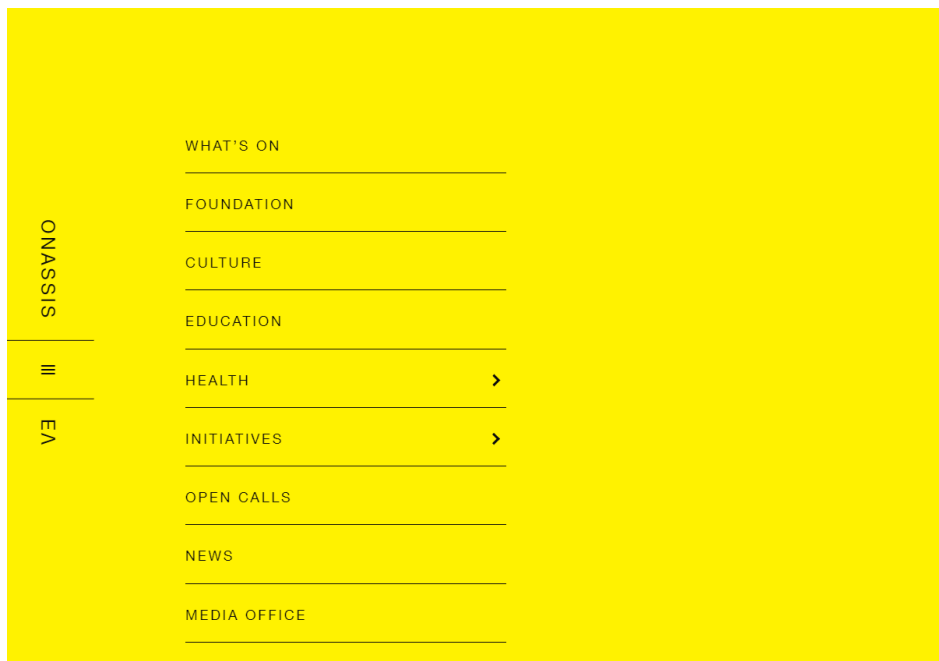 ONASSIS
ΕΛ
WHAT’S ON
FOUNDATION
CULTURE
EDUCATION
HEALTH
INITIATIVES
OPEN CALLS
NEWS
MEDIA OFFICE